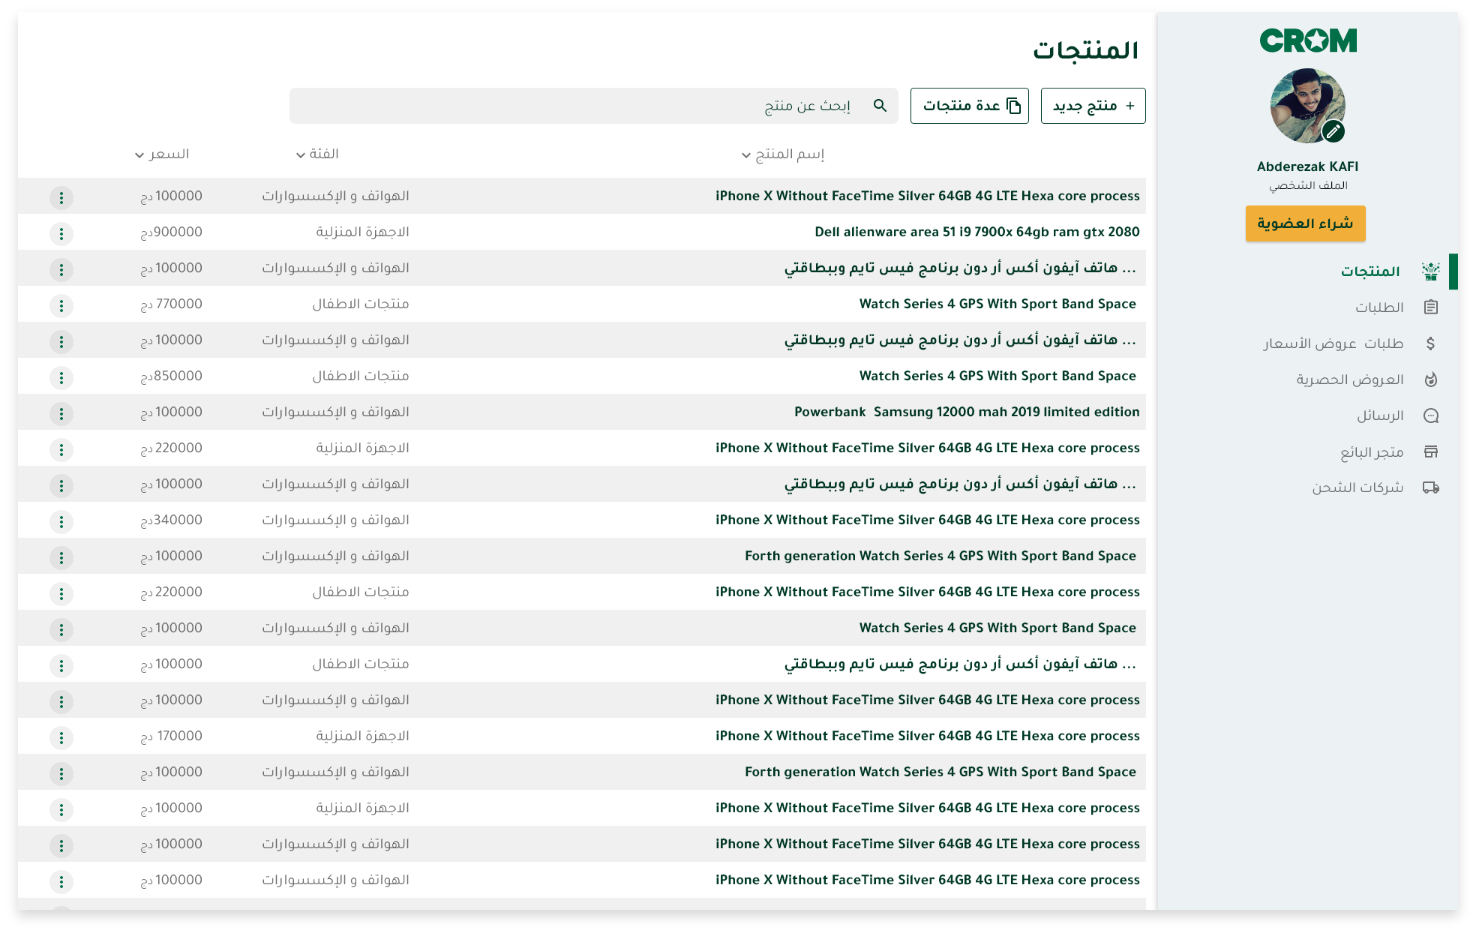 CROM
Abderezak KAFI
الملف الشخصي
شراء العضوية
المنتجات
الطلبات
طلبات عروض الأسعار
العروض الحصرية
الرسائل
متجر البائع
شركات الشحن
المنتجات
+ منتج جديد
عدة منتجات
إبحث عن منتج
إسم المنتج الفئة السعر
iPhone X Without FaceTime Silver 64GB 4G LTE Hexa core process الهواتف و الإكسسوارات 100000 دج
Dell alienware area 51 i9 7900x 64gb ram gtx 2080 الاجهزة المنزلية 900000دج
هاتف آيفون أكس أر دون برنامج فيس تايم وببطاقتي ... الهواتف و الإكسسوارات 100000 دج
Watch Series 4 GPS With Sport Band Space منتجات الاطفال 770000 دج
هاتف آيفون أكس أر دون برنامج فيس تايم وببطاقتي ... الهواتف و الإكسسوارات 100000 دج
Watch Series 4 GPS With Sport Band Space منتجات الاطفال 850000دج
Powerbank Samsung 12000 mah 2019 limited edition الهواتف و الإكسسوارات 100000 دج
iPhone X Without FaceTime Silver 64GB 4G LTE Hexa core process الاجهزة المنزلية 220000 دج
هاتف آيفون أكس أر دون برنامج فيس تايم وببطاقتي ... الهواتف و الإكسسوارات 100000 دج
iPhone X Without FaceTime Silver 64GB 4G LTE Hexa core process الهواتف و الإكسسوارات 340000دج
Forth generation Watch Series 4 GPS With Sport Band Space الهواتف و الإكسسوارات 100000 دج
iPhone X Without FaceTime Silver 64GB 4G LTE Hexa core process منتجات الاطفال 220000 دج
Watch Series 4 GPS With Sport Band Space الهواتف و الإكسسوارات 100000 دج
هاتف آيفون أكس أر دون برنامج فيس تايم وببطاقتي ... منتجات الاطفال 100000 دج
iPhone X Without FaceTime Silver 64GB 4G LTE Hexa core process الهواتف و الإكسسوارات 100000 دج
iPhone X Without FaceTime Silver 64GB 4G LTE Hexa core process الاجهزة المنزلية 170000 دج
Forth generation Watch Series 4 GPS With Sport Band Space الهواتف و الإكسسوارات 100000 دج
iPhone X Without FaceTime Silver 64GB 4G LTE Hexa core process الاجهزة المنزلية 100000 دج
iPhone X Without FaceTime Silver 64GB 4G LTE Hexa core process الهواتف و الإكسسوارات 100000 دج
iPhone X Without FaceTime Silver 64GB 4G LTE Hexa core process الهواتف و الإكسسوارات 100000 دج